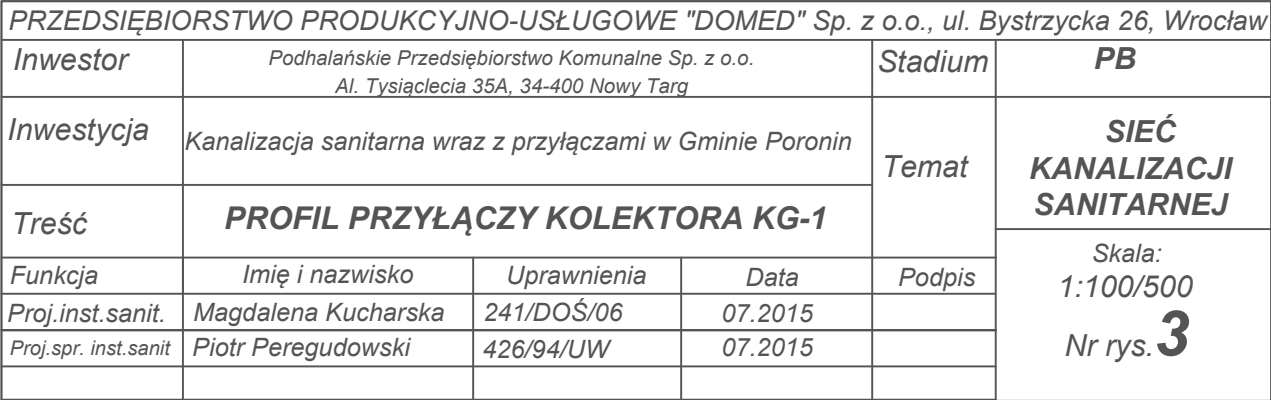 PRZEDSIĘBIORSTWO PRODUKCYJNO-USŁUGOWE "DOMED" Sp. z o.o., ul. Bystrzycka 26, Wrocław
Inwestor
Podhalańskie Przedsiębiorstwo Komunalne Sp. z o.o.
Al. Tysiąclecia 35A, 34-400 Nowy Targ
Stadium
PB
Inwestycja
Kanalizacja sanitarna wraz z przyłączami w Gminie Poronin
Temat
SIEĆ
KANALIZACJI
SANITARNEJ
Treść
PROFIL PRZYŁĄCZY KOLEKTORA KG-1
Skala:
1:100/500
Nr rys. 3
Funkcja Imię i nazwisko Uprawnienia Data Podpis
Proj.inst.sanit. Magdalena Kucharska 241/DOŚ/06 07.2015
Proj.spr. inst.sanit Piotr Peregudowski 426/94/UW 07.2015